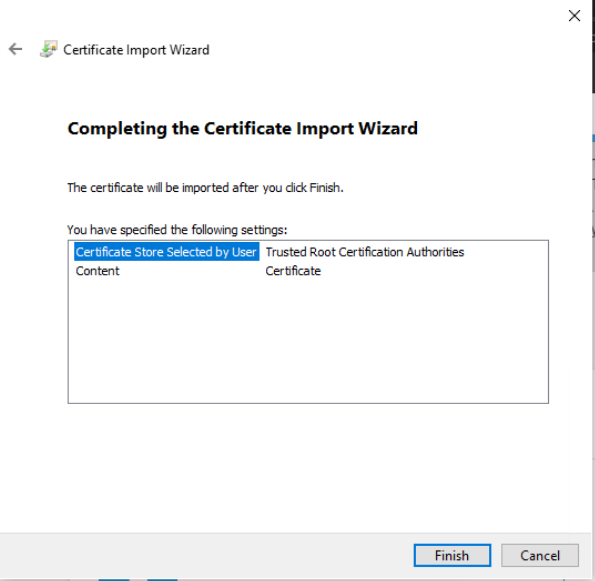 Certificate Import Wizard
Completing the Certificate Import Wizard
The certificate will be imported after you click Finish.
You have specified the following settings:
Certificate Store Selected by User Trusted Root Certification Authorities
Content Certificate
Finish Cancel